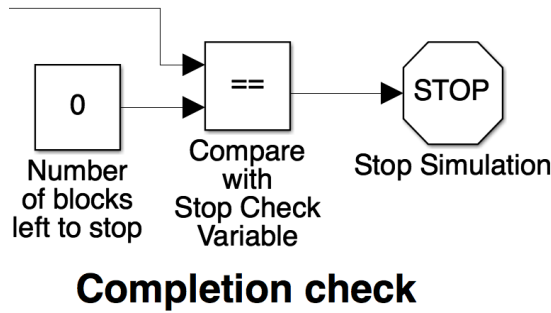 0
==
STOP
Number
of blocks
left to stop
Compare
with
Stop Check
Variable
Stop Simulation
Completion check